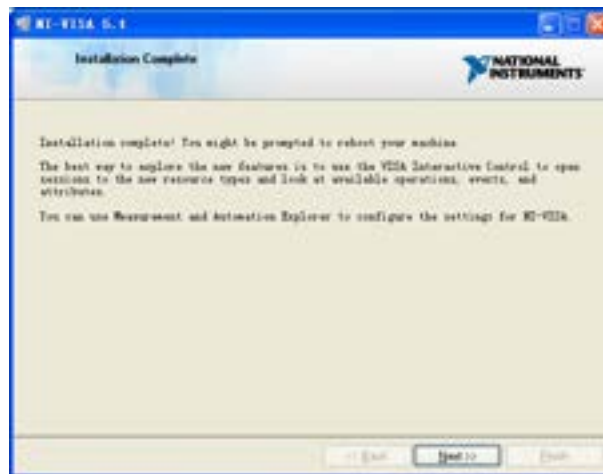 NI-VISA 5.1
Installation Complete
NATIONAL
INSTRUMENTS
Installation complete! You might be prompted to reboot your machine.
The best way to explore the new features is to use the VISA Interactive Control to open
sessions to the new resource types and look at available operations, events, and
attributes.
You can use Measurement and Automation Explorer to configure the settings for NI-VISA.
<< Back
Next >>
Finish